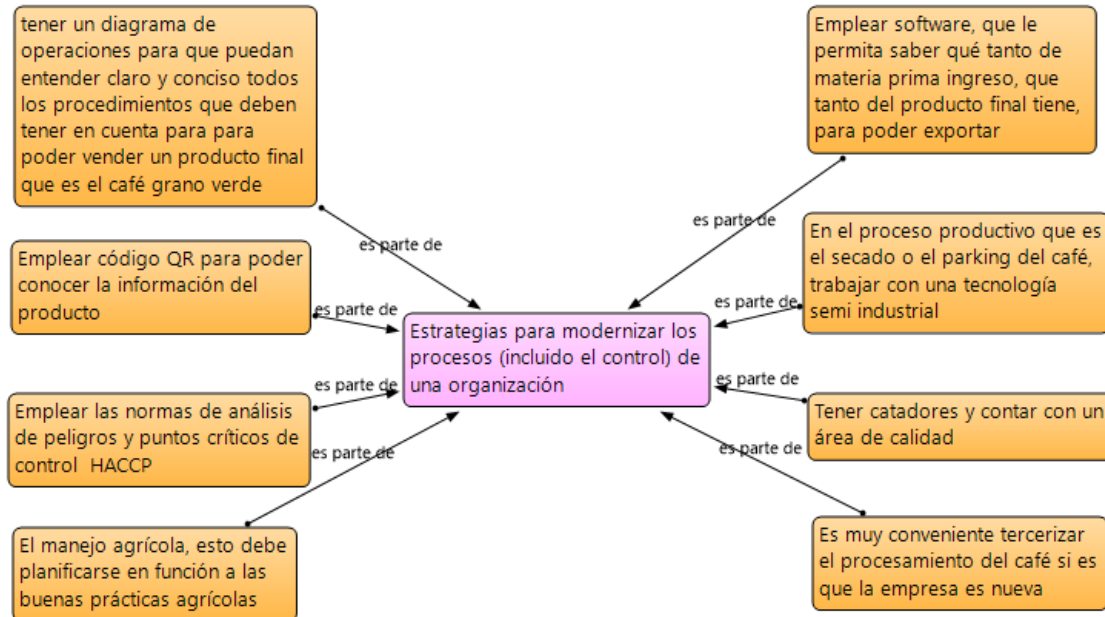 tener un diagrama de
operaciones para que puedan
entender claro y conciso todos
los procedimientos que deben
tener en cuenta para para
poder vender un producto final
que es el café grano verde
Emplear software, que le
permita saber qué tanto de
materia prima ingreso, que
tanto del producto final tiene,
para poder exportar
es parte de
es parte de
Emplear código QR para poder
conocer la información del
producto
En el proceso productivo que es
el secado o el parking del café,
trabajar con una tecnología
semi industrial
es parte de
es parte de
Estrategias para modernizar los
procesos (incluido el control) de
una organización
es parte de
es parte de
Emplear las normas de análisis
de peligros y puntos críticos de
control HACCP
Tener catadores y contar con un
área de calidad
es parte de
es parte de
El manejo agrícola, esto debe
planificarse en función a las
buenas prácticas agrícolas
Es muy conveniente tercerizar
el procesamiento del café si es
que la empresa es nueva